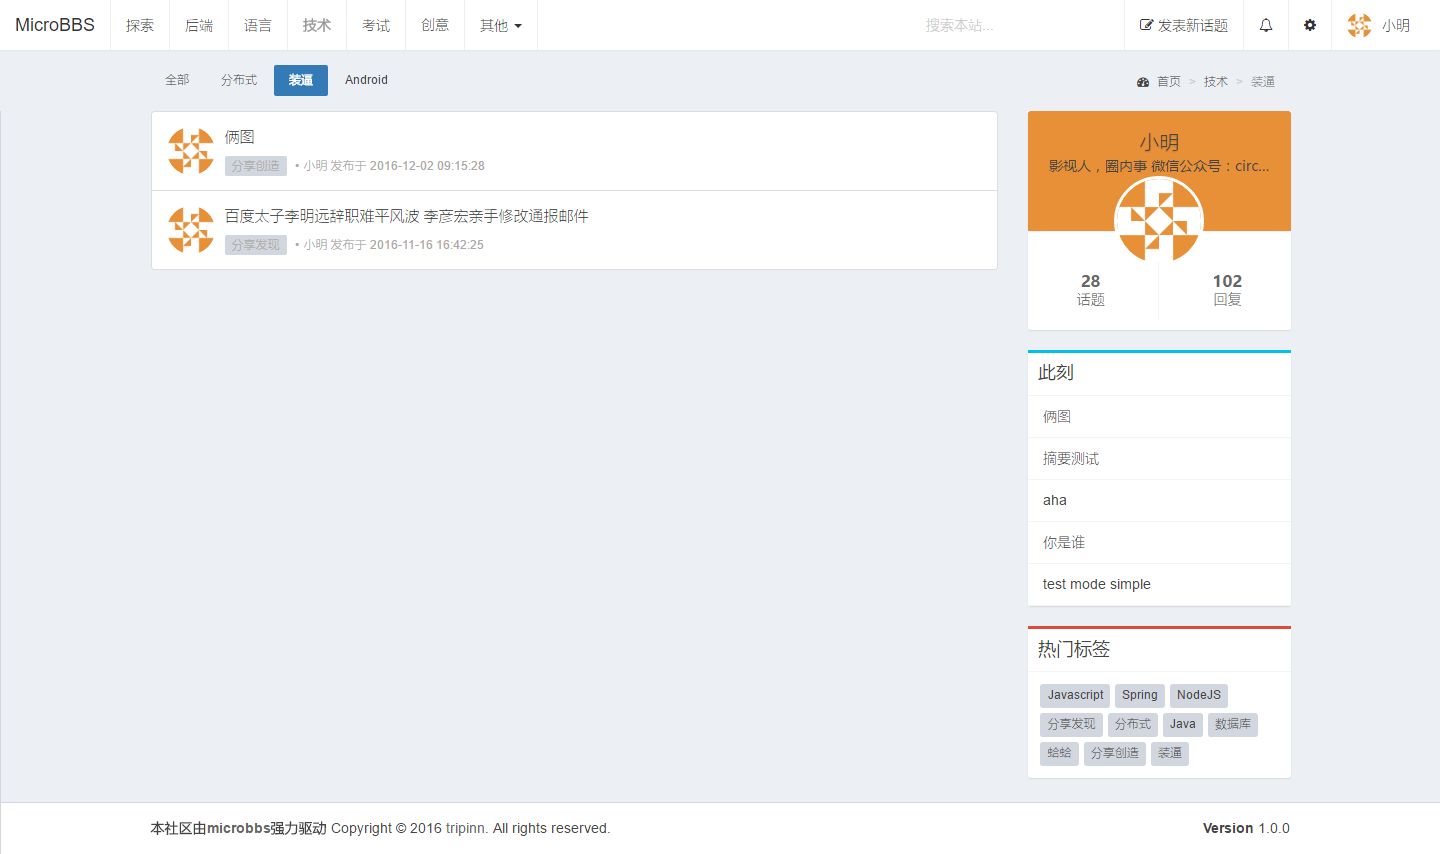 MicroBBS 探索 后端 语言 技术 考试 创意 其他 搜索本站... 发表新话题 小明
全部 分布式 装逼 Android 首页 > 技术 > 装逼
俩图
分享创造 • 小明 发布于 2016-12-02 09:15:28
百度太子李明远辞职难平风波 李彦宏亲手修改通报邮件
分享发现 • 小明 发布于 2016-11-16 16:42:25
小明
影视人，圈内事 微信公众号：circ...
28 102
话题 回复
此刻
俩图
摘要测试
aha
你是谁
test mode simple
热门标签
Javascript Spring NodeJS
分享发现 分布式 Java 数据库
蛤蛤 分享创造 装逼
本社区由microbbs强力驱动 Copyright © 2016 tripinn. All rights reserved. Version 1.0.0